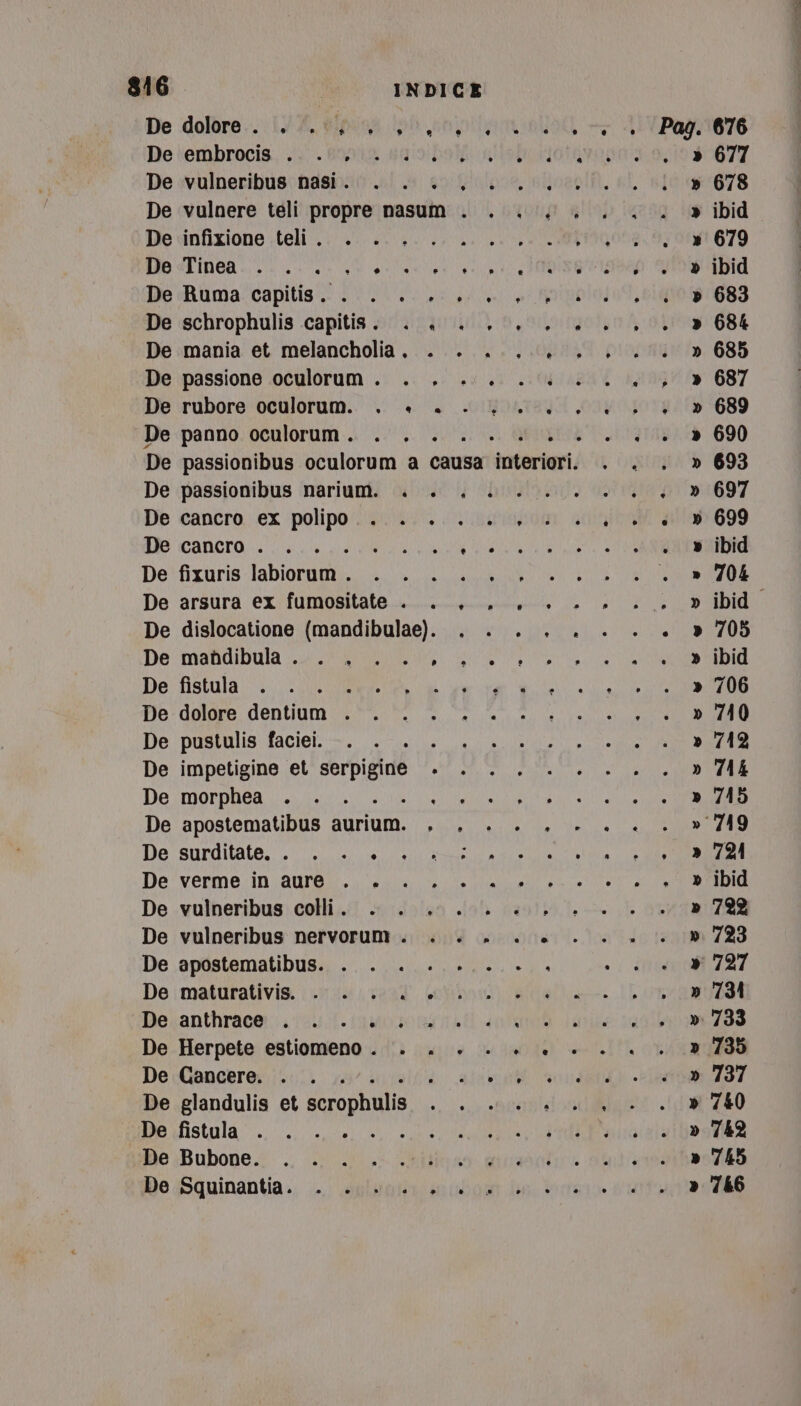 816 INDICE
De dolore . . . . . . . . . . . . . . . . . Pag. 676
De embrocis . . . . . . . . . . . . . . . . . » 677
De vulneribus nasi . . . . . . . . . . . . . . » 678
De vulnere teli propre nasum . . . . . . . . . » ibid
De infixione teli . . . . . . . . . . . . . . . » 679
De Tinea . . . . . . . . . . . . . . . . . . . » ibid
De Ruma capitis . . . . . . . . . . . . . . . . » 683
De schrophulis capitis . . . . . . . . . . . . . » 684
De mania et melancholia . . . . . . . . . . . . » 685
De passione oculorum . . . . . . . . . . . . . . » 687
De rubore oculorum. . . . . . . . . . . . . . . » 689
De panno oculorum . . . . . . . . . . . . . . . » 690
De passionibus oculorum a causa interiori. . . . » 693
De passionibus narium. . . . . . . . . . . . . . » 697
De cancro ex polipo . . . . . . . . . . . . . . » 699
De cancro . . . . . . . . . . . . . . . . . . . » ibid
De fixuris labiorum . . . . . . . . . . . . . . » 704
De arsura ex fumositate . . . . . . . . . . . . » ibid
De dislocatione (mandibulae). . . . . . . . . . » 705
De mandibula . . . . . . . . . . . . . . . . . . » ibid
De fistula . . . . . . . . . . . . . . . . . . . » 706
De dolore dentium . . . . . . . . . . . . . . . » 710
De pustulis faciei. . . . . . . . . . . . . . . » 712
De impetigine et serpigine . . . . . . . . . . . » 714
De morphea . . . . . . . . . . . . . . . . . . . » 715
De apostematibus aurium. . . . . . . . . . . . . » 719
De surditate. . . . . . . . . . . . . . . . . . » 721
De verme in aure . . . . . . . . . . . . . . . . » ibid
De vulneribus colli. . . . . . . . . . . . . . . » 722
De vulneribus nervorum . . . . . . . . . . . . . » 723
De apostematibus. . . . . . . . . . . . . . . . » 727
De maturativis. . . . . . . . . . . . . . . . . » 731
De anthrace . . . . . . . . . . . . . . . . . . » 733
De Herpete estiomeno . . . . . . . . . . . . . . » 735
De Cancere. . . . . . . . . . . . . . . . . . . » 737
De glandulis et scrophulis . . . . . . . . . . . » 740
De fistula . . . . . . . . . . . . . . . . . . . » 742
De Bubone. . . . . . . . . . . . . . . . . . . . » 745
De Squinantia. . . . . . . . . . . . . . . . . . » 746